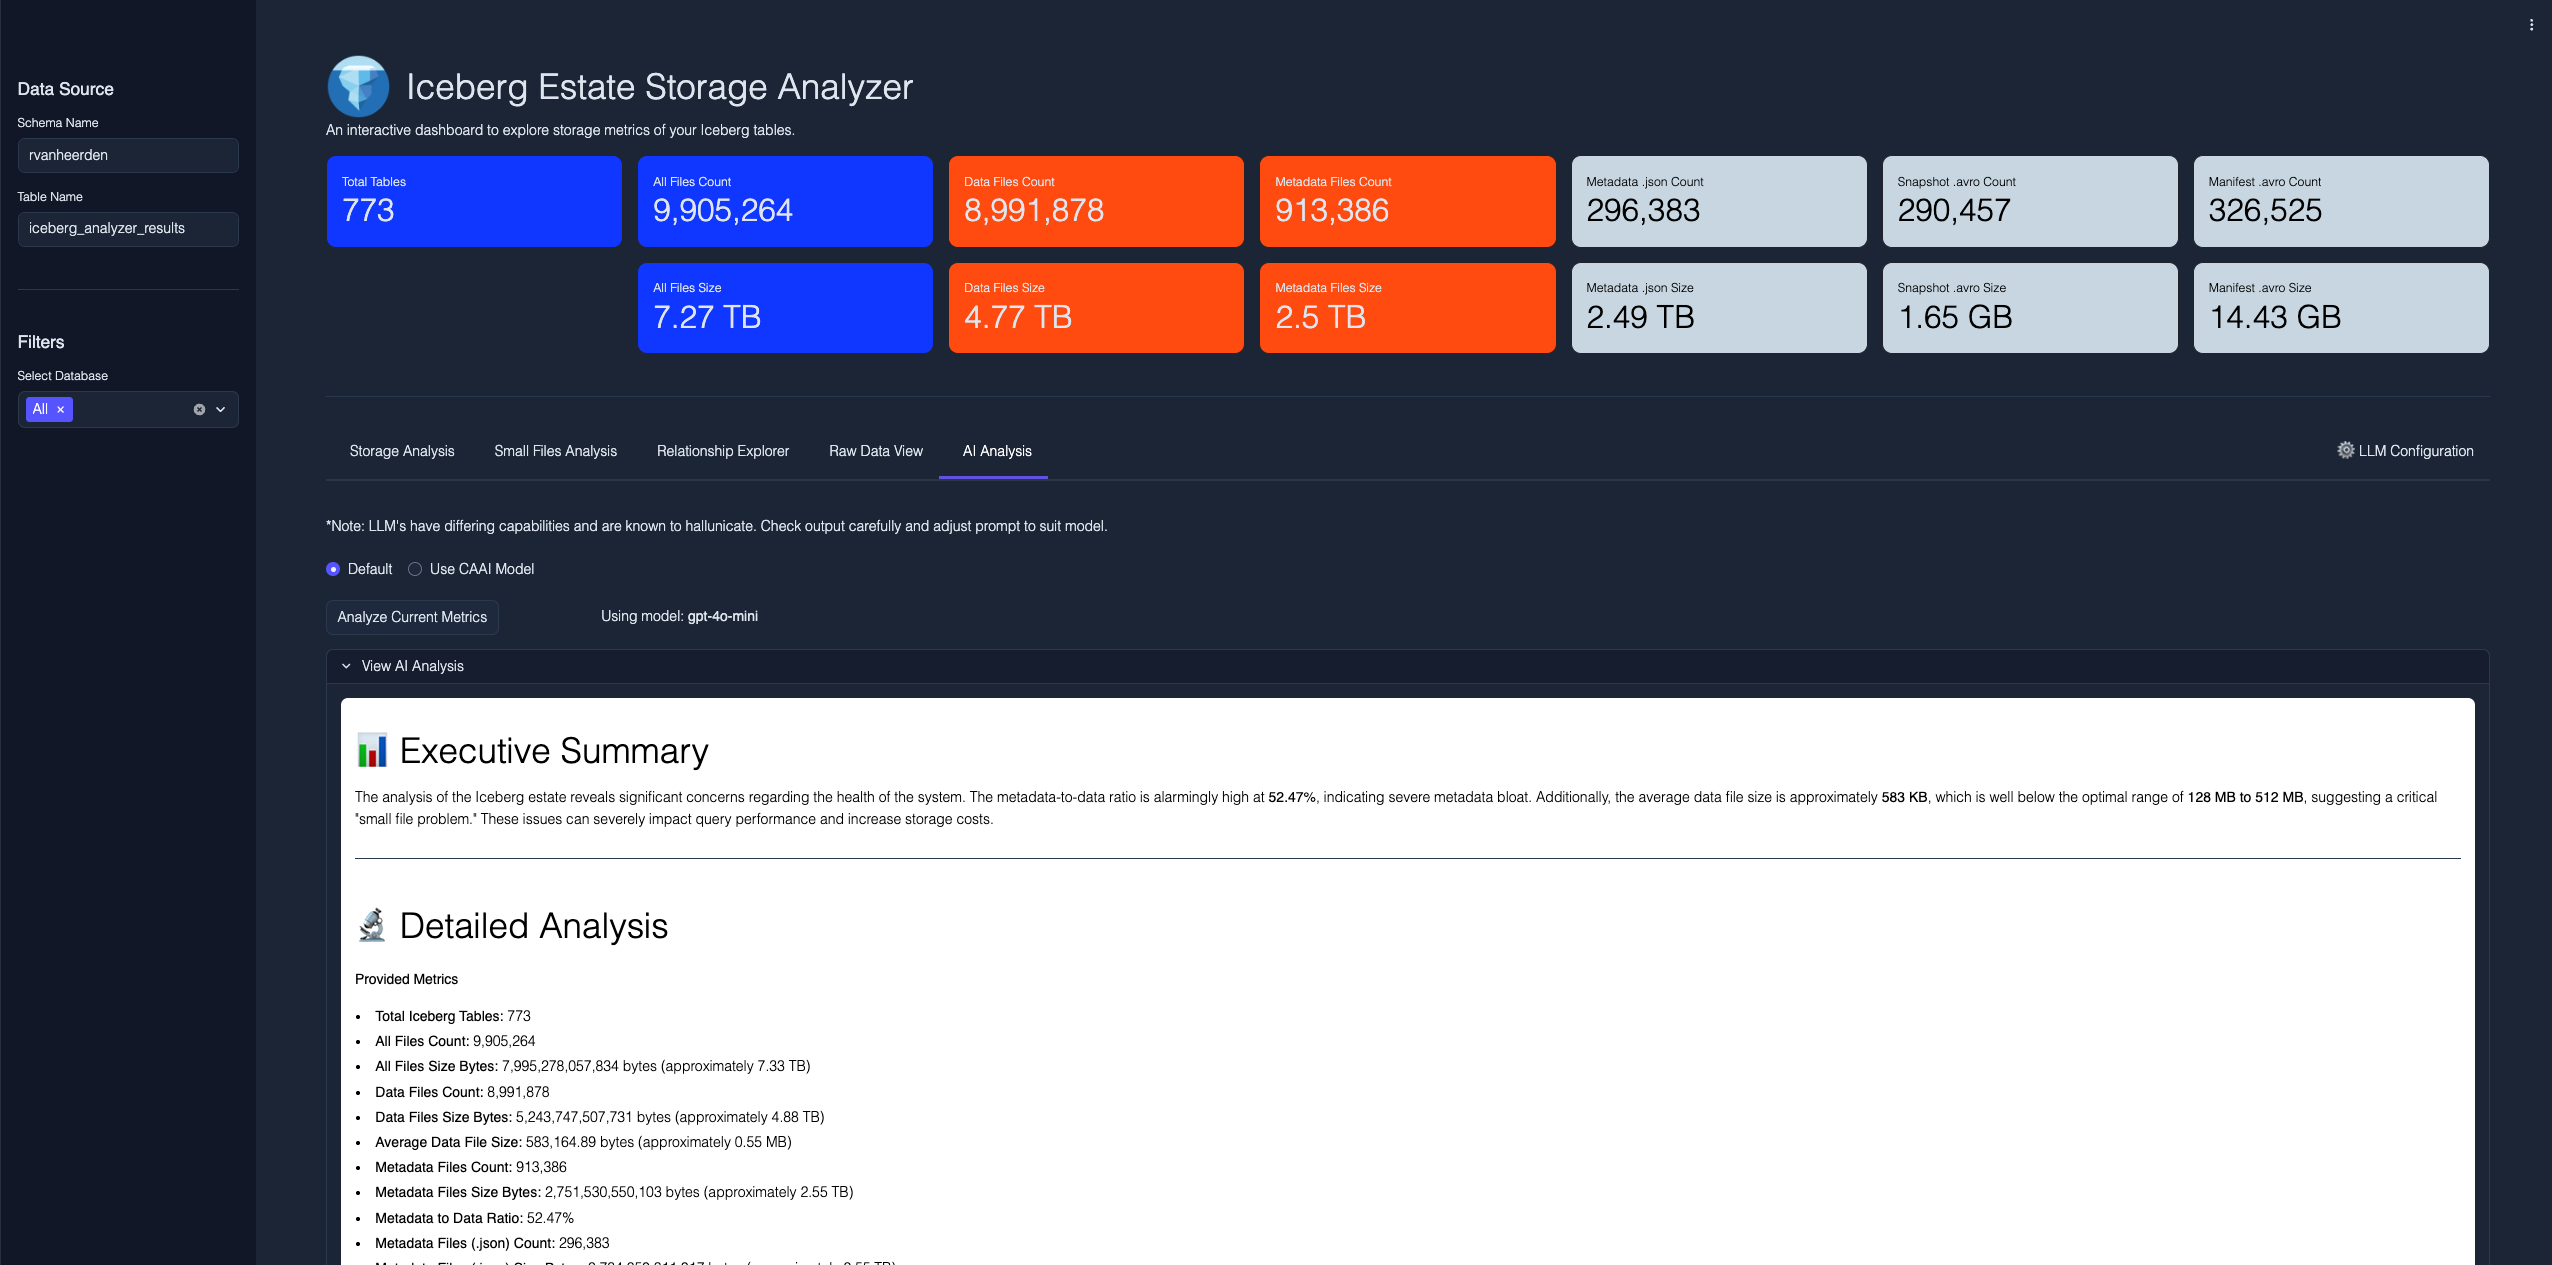 Data Source
Schema Name
rvanheerden
Table Name
iceberg_analyzer_results
Filters
Select Database
All ×
Iceberg Estate Storage Analyzer
An interactive dashboard to explore storage metrics of your Iceberg tables.
Total Tables
773
All Files Count
9,905,264
Data Files Count
8,991,878
Metadata Files Count
913,386
Metadata .json Count
296,383
Snapshot .avro Count
290,457
Manifest .avro Count
326,525
All Files Size
7.27 TB
Data Files Size
4.77 TB
Metadata Files Size
2.5 TB
Metadata .json Size
2.49 TB
Snapshot .avro Size
1.65 GB
Manifest .avro Size
14.43 GB
Storage Analysis
Small Files Analysis
Relationship Explorer
Raw Data View
AI Analysis
LLM Configuration
*Note: LLM's have differing capabilities and are known to hallunicate. Check output carefully and adjust prompt to suit model.
Default
Use CAAI Model
Analyze Current Metrics
Using model: gpt-4o-mini
View AI Analysis
Executive Summary
The analysis of the Iceberg estate reveals significant concerns regarding the health of the system. The metadata-to-data ratio is alarmingly high at 52.47%, indicating severe metadata bloat. Additionally, the average data file size is approximately 583 KB, which is well below the optimal range of 128 MB to 512 MB, suggesting a critical
"small file problem." These issues can severely impact query performance and increase storage costs.
Detailed Analysis
Provided Metrics
• Total Iceberg Tables: 773
• All Files Count: 9,905,264
• All Files Size Bytes: 7,995,278,057,834 bytes (approximately 7.33 TB)
• Data Files Count: 8,991,878
• Data Files Size Bytes: 5,243,747,507,731 bytes (approximately 4.88 TB)
• Average Data File Size: 583,164.89 bytes (approximately 0.55 MB)
• Metadata Files Count: 913,386
• Metadata Files Size Bytes: 2,751,530,550,103 bytes (approximately 2.55 TB)
• Metadata to Data Ratio: 52.47%
• Metadata Files (.json) Count: 296,383